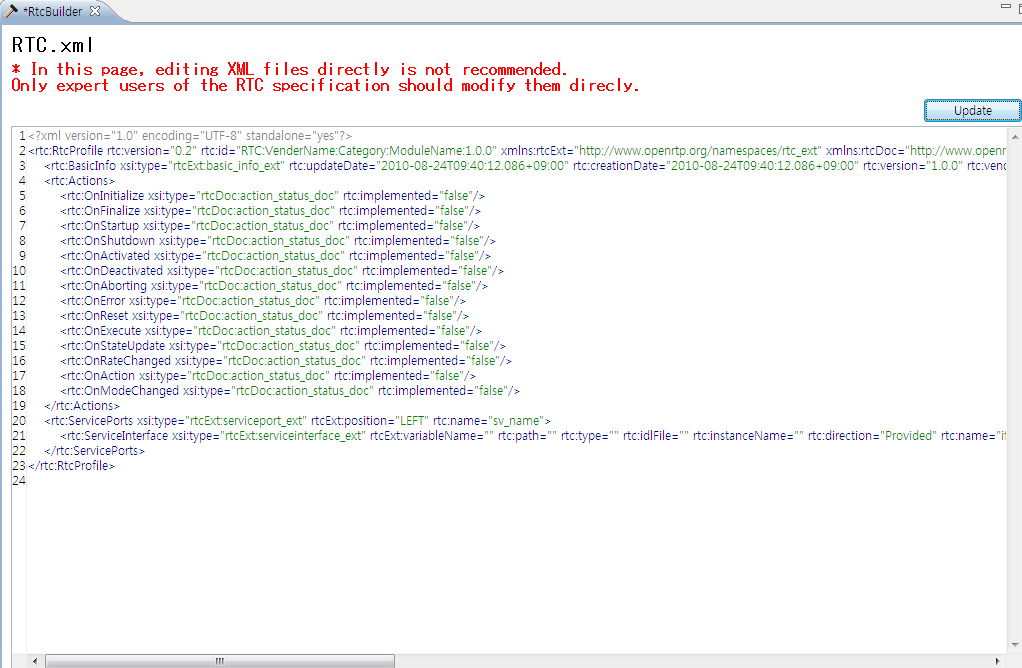 *RtcBuilder
RTC.xml
* In this page, editing XML files directly is not recommended.
Only expert users of the RTC specification should modify them direcly.
Update
1 <?xml version="1.0" encoding="UTF-8" standalone="yes"?>
2 <rtc:RtcProfile rtc:version="0.2" rtc:id="RTC:VenderName:Category:ModuleName:1.0.0" xmlns:rtcExt="http://www.openrtp.org/namespaces/rtc_ext" xmlns:rtcDoc="http://www.openr
3 <rtc:BasicInfo xsi:type="rtcExt:basic_info_ext" rtc:updateDate="2010-08-24T09:40:12.086+09:00" rtc:creationDate="2010-08-24T09:40:12.086+09:00" rtc:version="1.0.0" rtc:vend
4 <rtc:Actions>
5 <rtc:OnInitialize xsi:type="rtcDoc:action_status_doc" rtc:implemented="false"/>
6 <rtc:OnFinalize xsi:type="rtcDoc:action_status_doc" rtc:implemented="false"/>
7 <rtc:OnStartup xsi:type="rtcDoc:action_status_doc" rtc:implemented="false"/>
8 <rtc:OnShutdown xsi:type="rtcDoc:action_status_doc" rtc:implemented="false"/>
9 <rtc:OnActivated xsi:type="rtcDoc:action_status_doc" rtc:implemented="false"/>
10 <rtc:OnDeactivated xsi:type="rtcDoc:action_status_doc" rtc:implemented="false"/>
11 <rtc:OnAborting xsi:type="rtcDoc:action_status_doc" rtc:implemented="false"/>
12 <rtc:OnError xsi:type="rtcDoc:action_status_doc" rtc:implemented="false"/>
13 <rtc:OnReset xsi:type="rtcDoc:action_status_doc" rtc:implemented="false"/>
14 <rtc:OnExecute xsi:type="rtcDoc:action_status_doc" rtc:implemented="false"/>
15 <rtc:OnStateUpdate xsi:type="rtcDoc:action_status_doc" rtc:implemented="false"/>
16 <rtc:OnRateChanged xsi:type="rtcDoc:action_status_doc" rtc:implemented="false"/>
17 <rtc:OnAction xsi:type="rtcDoc:action_status_doc" rtc:implemented="false"/>
18 <rtc:OnModeChanged xsi:type="rtcDoc:action_status_doc" rtc:implemented="false"/>
19 </rtc:Actions>
20 <rtc:ServicePorts xsi:type="rtcExt:serviceport_ext" rtcExt:position="LEFT" rtc:name="sv_name">
21 <rtc:ServiceInterface xsi:type="rtcExt:serviceinterface_ext" rtcExt:variableName="" rtc:path="" rtc:type="" rtc:idlFile="" rtc:instanceName="" rtc:direction="Provided" rtc:name="if
22 </rtc:ServicePorts>
23 </rtc:RtcProfile>
24